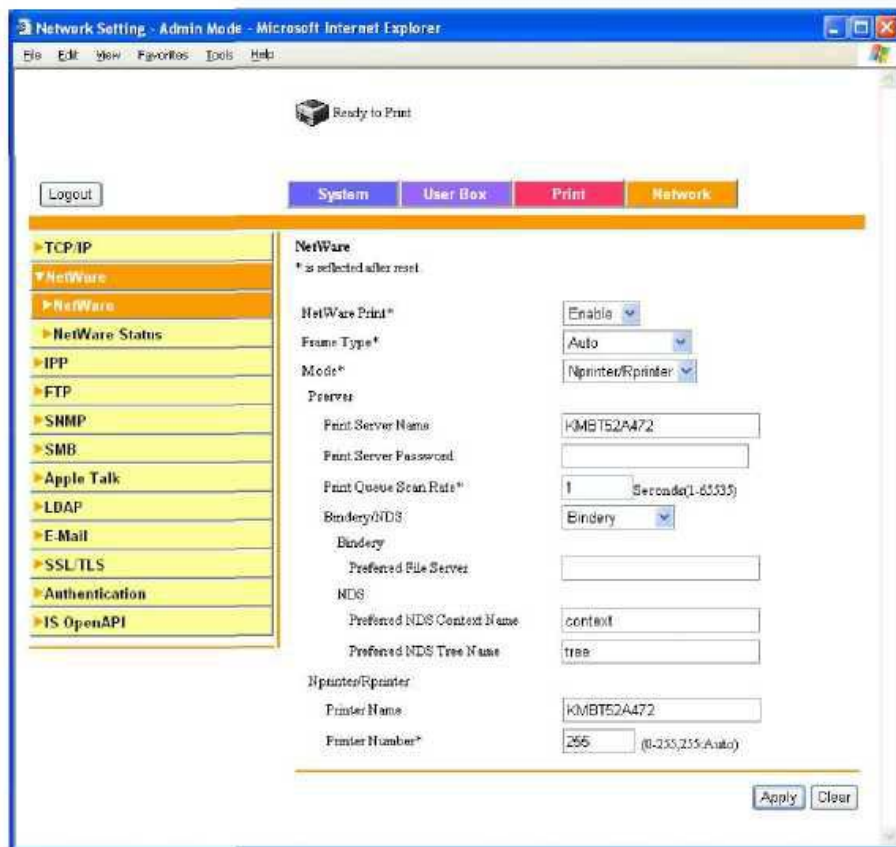 Network Setting - Admin Mode - Microsoft Internet Explorer
File Edit View Favorites Tools Help
Ready to Print
Logout
System User Box Print Network
TCP/IP
NetWare
NetWare
NetWare Status
IPP
FTP
SNMP
SMB
Apple Talk
LDAP
E-Mail
SSL/TLS
Authentication
IS OpenAPI
NetWare
* is reflected after reset
NetWare Print* Enable
Frame Type* Auto
Mode* Nprinter/Rprinter
Pserver
Print Server Name KMBT52A472
Print Server Password
Print Queue Scan Rate* 1 Seconds(1-65535)
Bindery/NDS Bindery
Bindery
Preferred File Server
NDS
Preferred NDS Context Name context
Preferred NDS Tree Name tree
Nprinter/Rprinter
Printer Name KMBT52A472
Printer Number* 255 (0-255,255:Auto)
Apply Clear